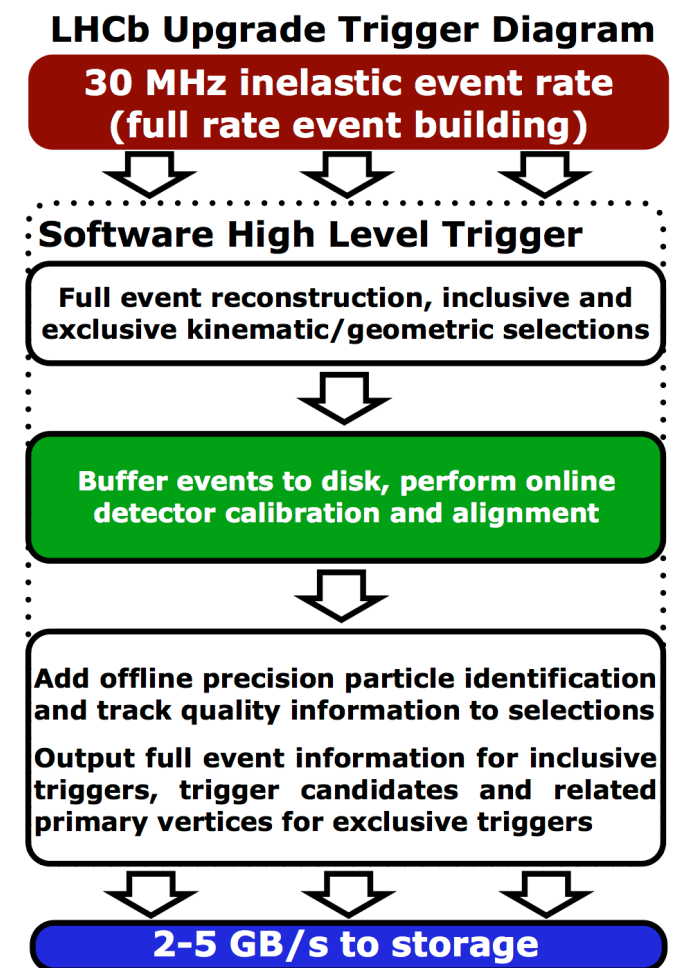 LHCb Upgrade Trigger Diagram
30 MHz inelastic event rate
(full rate event building)
Software High Level Trigger
Full event reconstruction, inclusive and
exclusive kinematic/geometric selections
Buffer events to disk, perform online
detector calibration and alignment
Add offline precision particle identification
and track quality information to selections
Output full event information for inclusive
triggers, trigger candidates and related
primary vertices for exclusive triggers
2-5 GB/s to storage